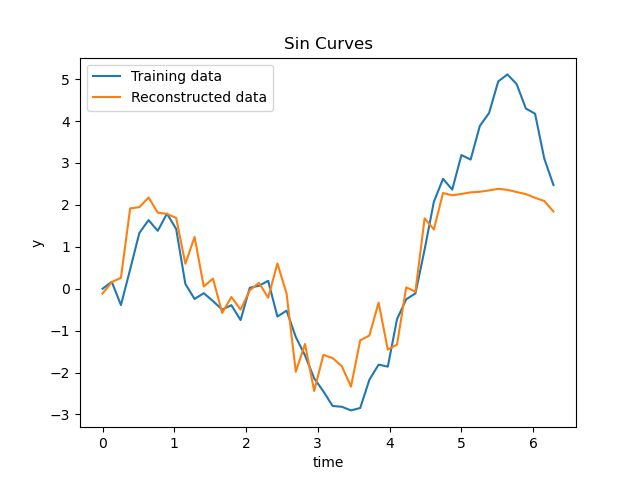 Sin Curves
Training data
Reconstructed data
5
4
3
2
1
0
−1
−2
−3
y
0 1 2 3 4 5 6
time